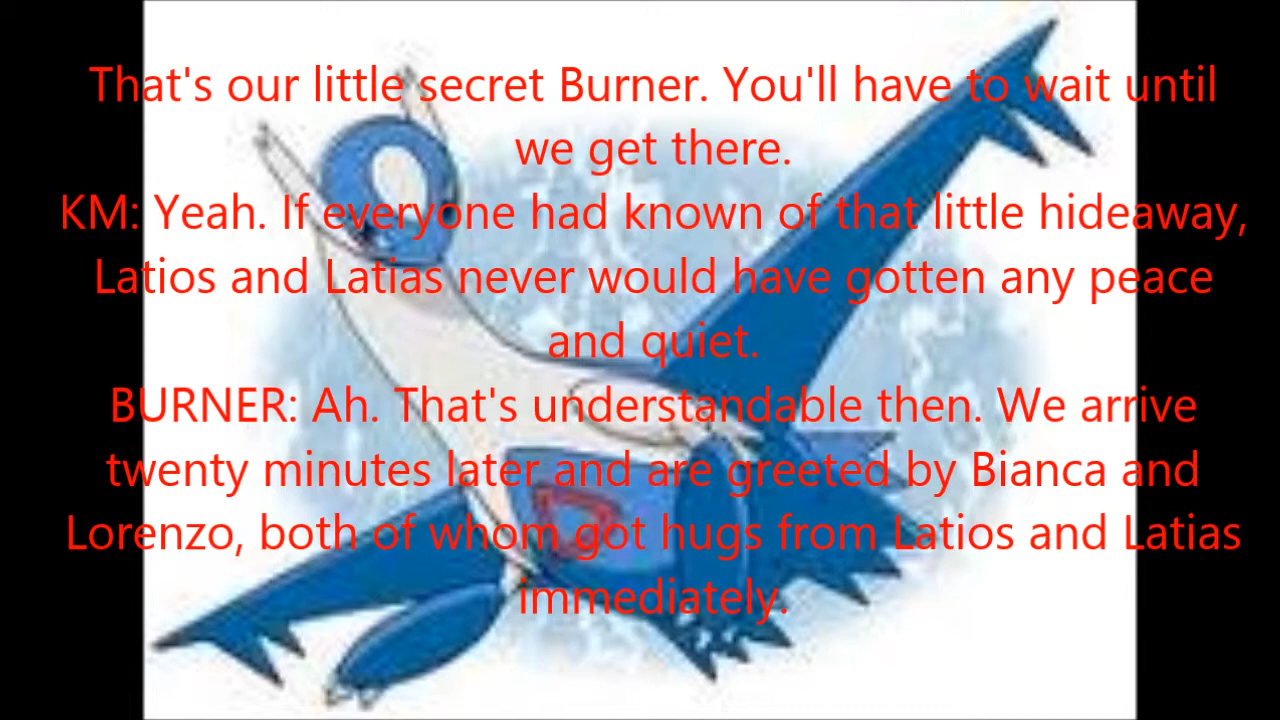 That's our little secret Burner. You'll have to wait until
we get there.
KM: Yeah. If everyone had known of that little hideaway,
Latios and Latias never would have gotten any peace
and quiet.
BURNER: Ah. That's understandable then. We arrive
twenty minutes later and are greeted by Bianca and
Lorenzo, both of whom got hugs from Latios and Latias
immediately.